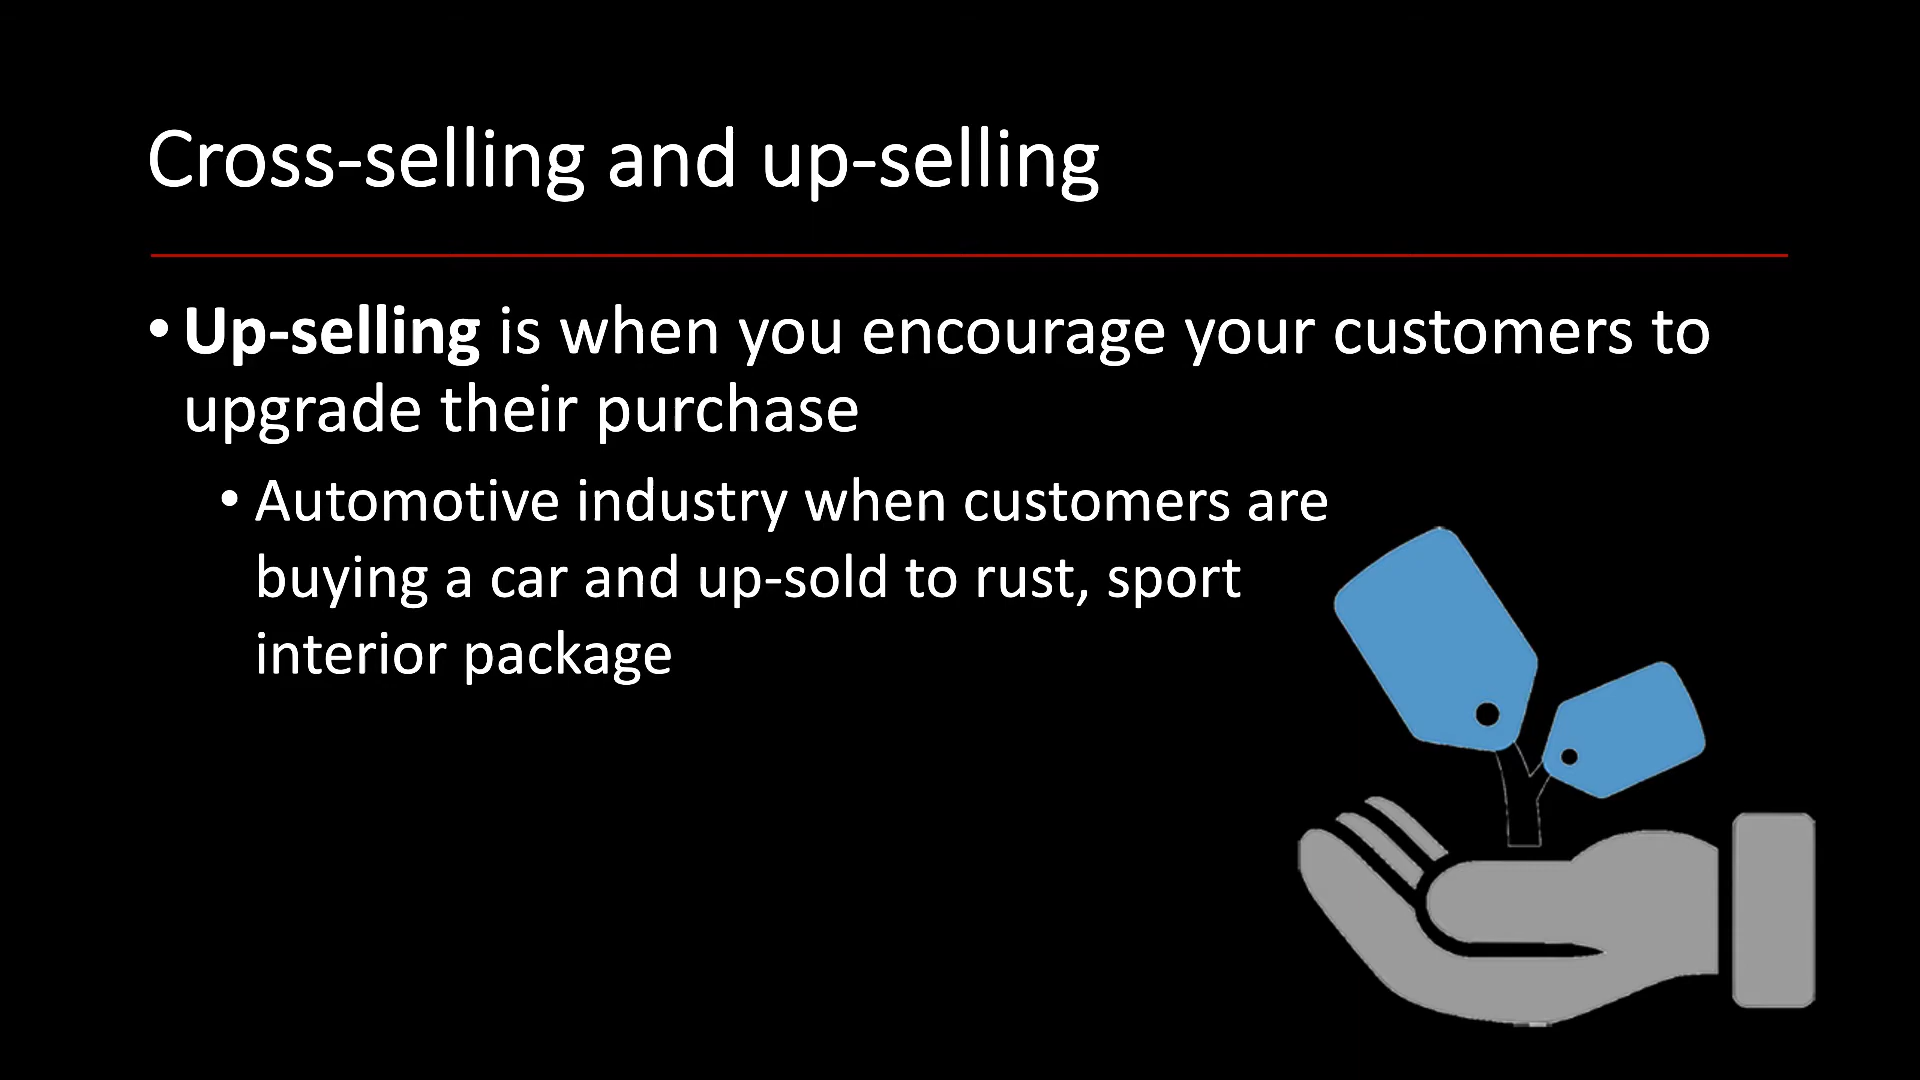 Cross-selling and up-selling
• Up-selling is when you encourage your customers to
upgrade their purchase
• Automotive industry when customers are
buying a car and up-sold to rust, sport
interior package